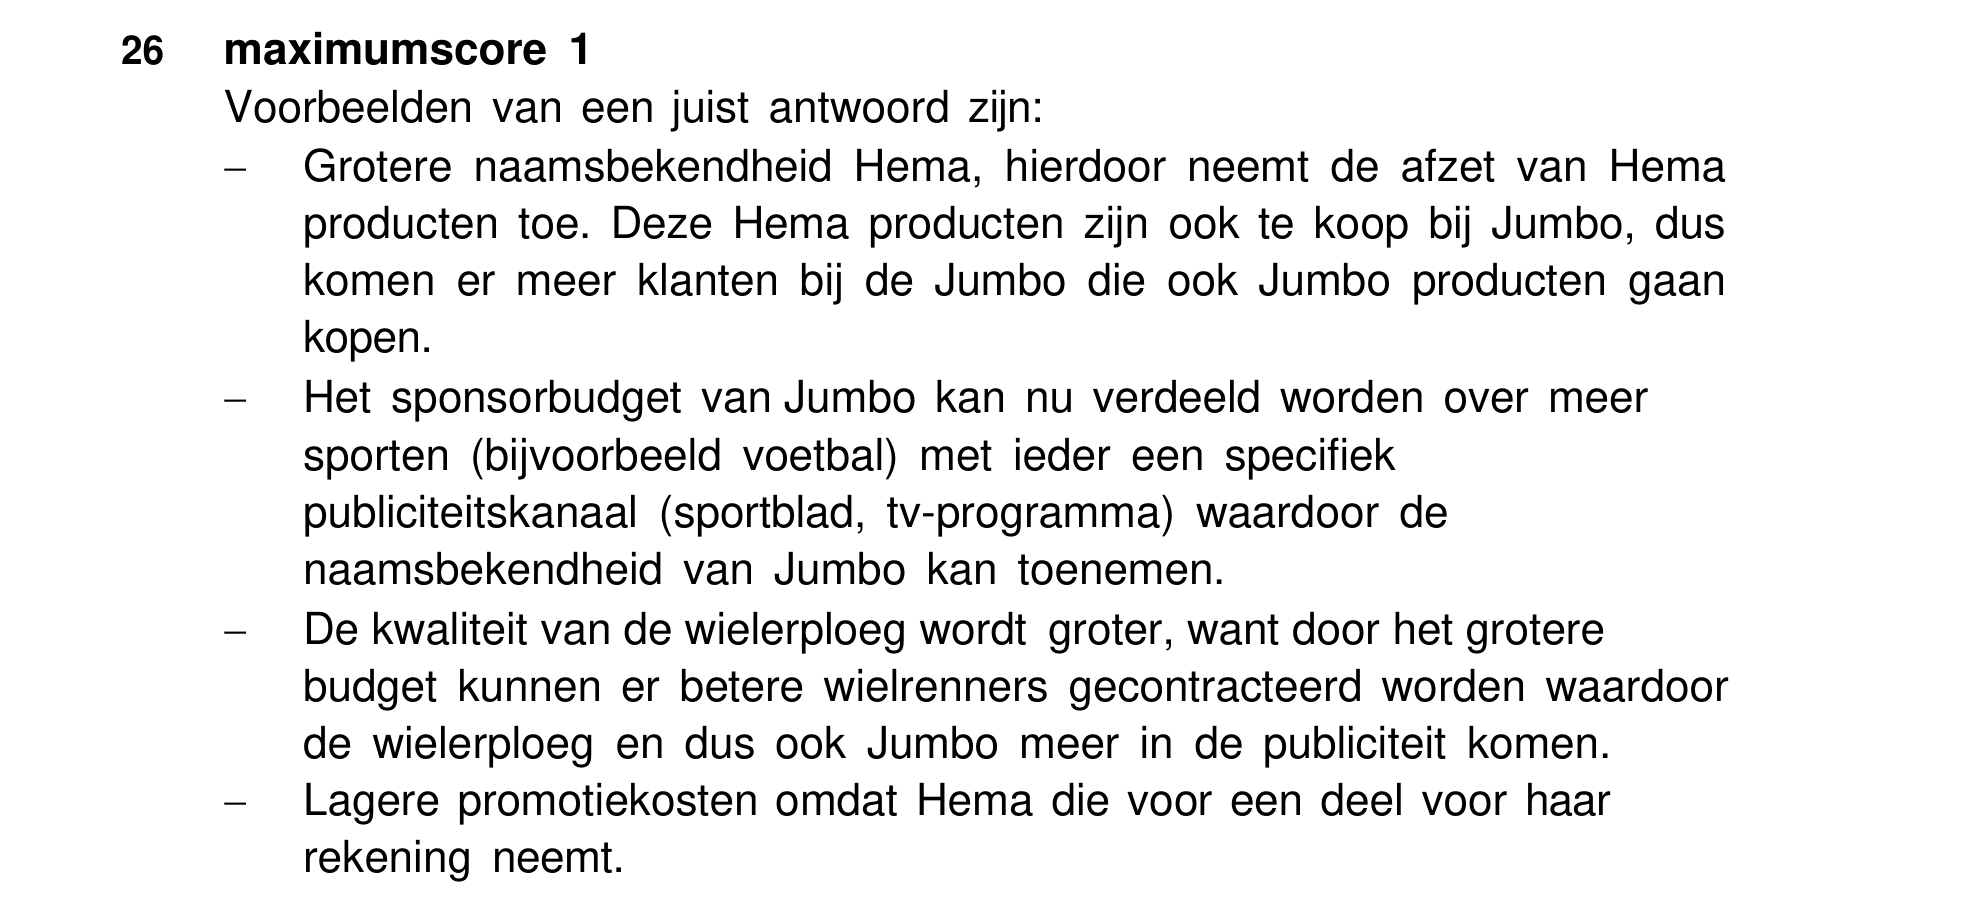 26 maximumscore 1
Voorbeelden van een juist antwoord zijn:
− Grotere naamsbekendheid Hema, hierdoor neemt de afzet van Hema
producten toe. Deze Hema producten zijn ook te koop bij Jumbo, dus
komen er meer klanten bij de Jumbo die ook Jumbo producten gaan
kopen.
− Het sponsorbudget van Jumbo kan nu verdeeld worden over meer
sporten (bijvoorbeeld voetbal) met ieder een specifiek
publiciteitskanaal (sportblad, tv-programma) waardoor de
naamsbekendheid van Jumbo kan toenemen.
− De kwaliteit van de wielerploeg wordt groter, want door het grotere
budget kunnen er betere wielrenners gecontracteerd worden waardoor
de wielerploeg en dus ook Jumbo meer in de publiciteit komen.
− Lagere promotiekosten omdat Hema die voor een deel voor haar
rekening neemt.